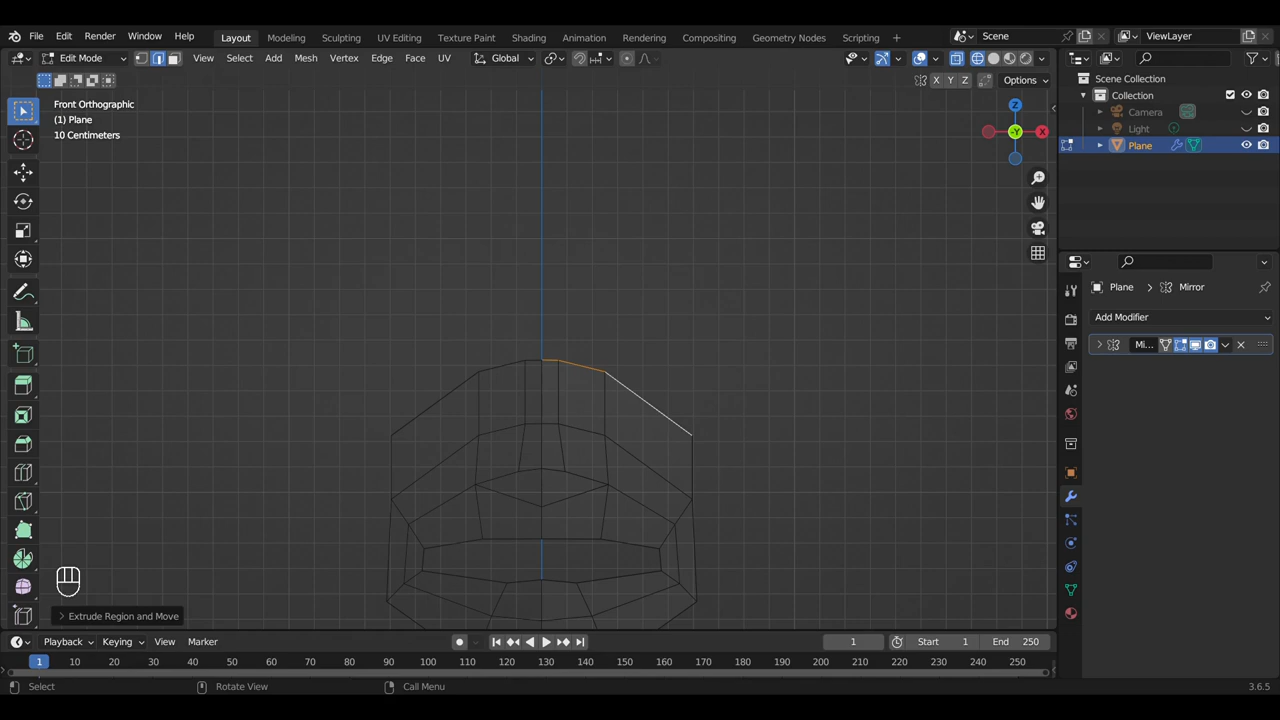 File Edit Render Window Help Layout Modeling Sculpting UV Editing Texture Paint Shading Animation Rendering Compositing Geometry Nodes Scripting + Scene ViewLayer
Edit Mode View Select Add Mesh Vertex Edge Face UV Global
X Y Z Options
Scene Collection
Collection
Camera
Light
Plane
Front Orthographic
(1) Plane
10 Centimeters
Z
-Y X
Plane > Mirror
Add Modifier
Mi...
> Extrude Region and Move
Playback Keying View Marker 1 Start 1 End 250
1 10 20 30 40 50 60 70 80 90 100 110 120 130 140 150 160 170 180 190 200 210 220 230 240 250
Select Rotate View Call Menu 3.6.5